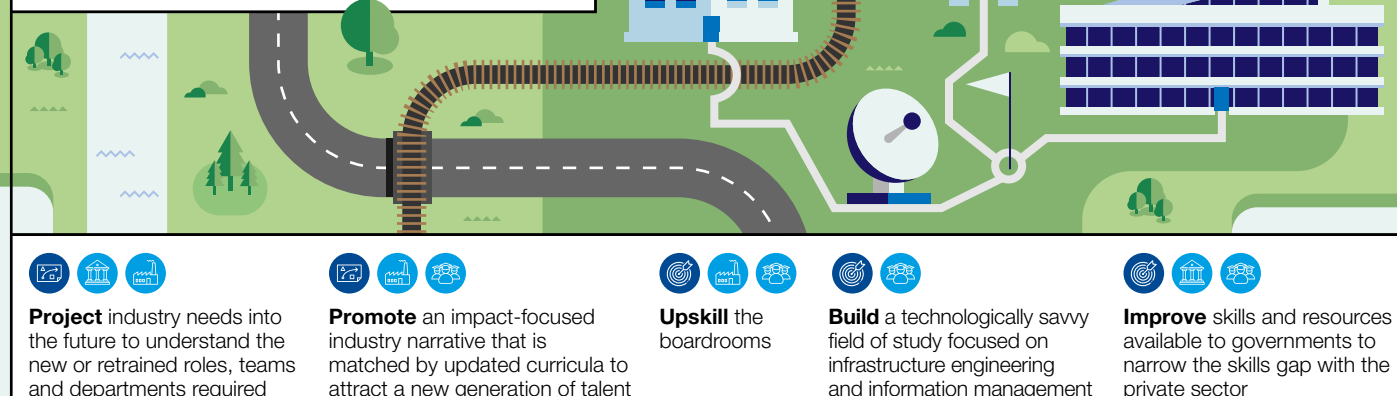 Project industry needs into
the future to understand the
new or retrained roles, teams
and departments required
Promote an impact-focused
industry narrative that is
matched by updated curricula to
attract a new generation of talent
Upskill the
boardrooms
Build a technologically savvy
field of study focused on
infrastructure engineering
and information management
Improve skills and resources
available to governments to
narrow the skills gap with the
private sector